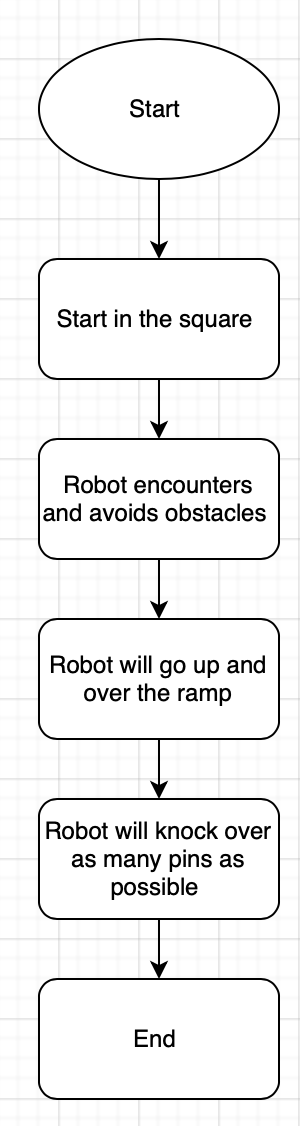 Start
Start in the square
Robot encounters
and avoids obstacles
Robot will go up and
over the ramp
Robot will knock over
as many pins as
possible
End